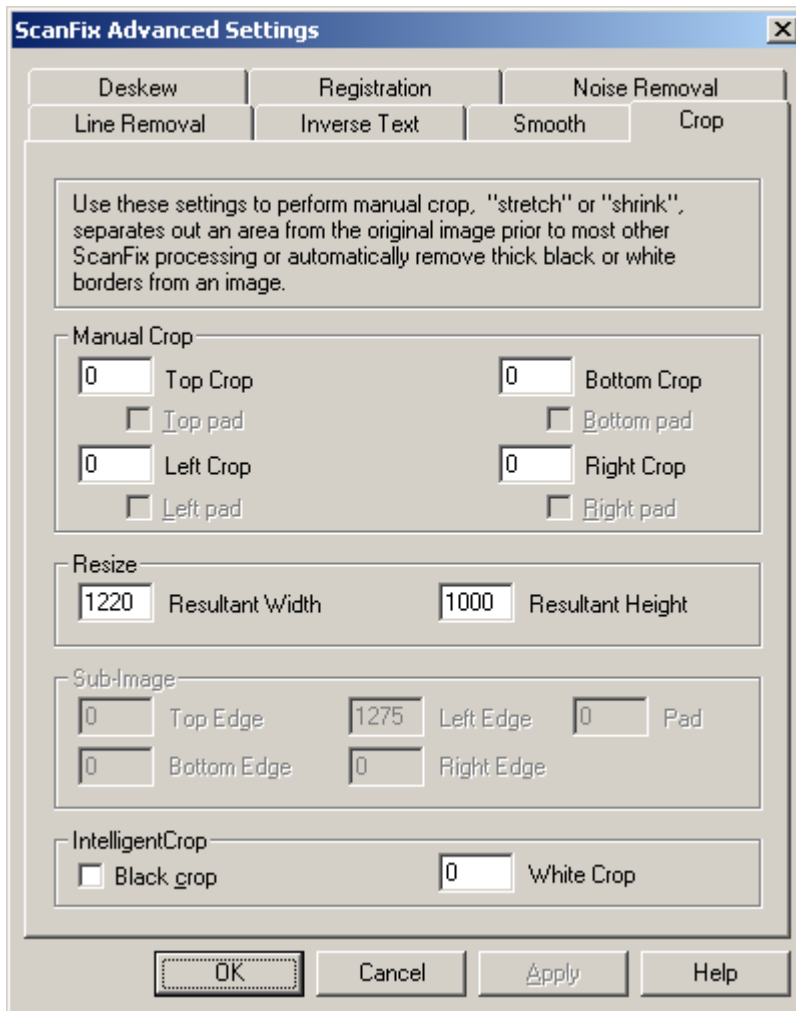 ScanFix Advanced Settings
Deskew Registration Noise Removal
Line Removal Inverse Text Smooth Crop
Use these settings to perform manual crop, "stretch" or "shrink",
separates out an area from the original image prior to most other
ScanFix processing or automatically remove thick black or white
borders from an image.
Manual Crop
0 Top Crop 0 Bottom Crop
Top pad Bottom pad
0 Left Crop 0 Right Crop
Left pad Right pad
Resize
1220 Resultant Width 1000 Resultant Height
Sub-Image
0 Top Edge 1275 Left Edge 0 Pad
0 Bottom Edge 0 Right Edge
IntelligentCrop
Black crop 0 White Crop
OK Cancel Apply Help